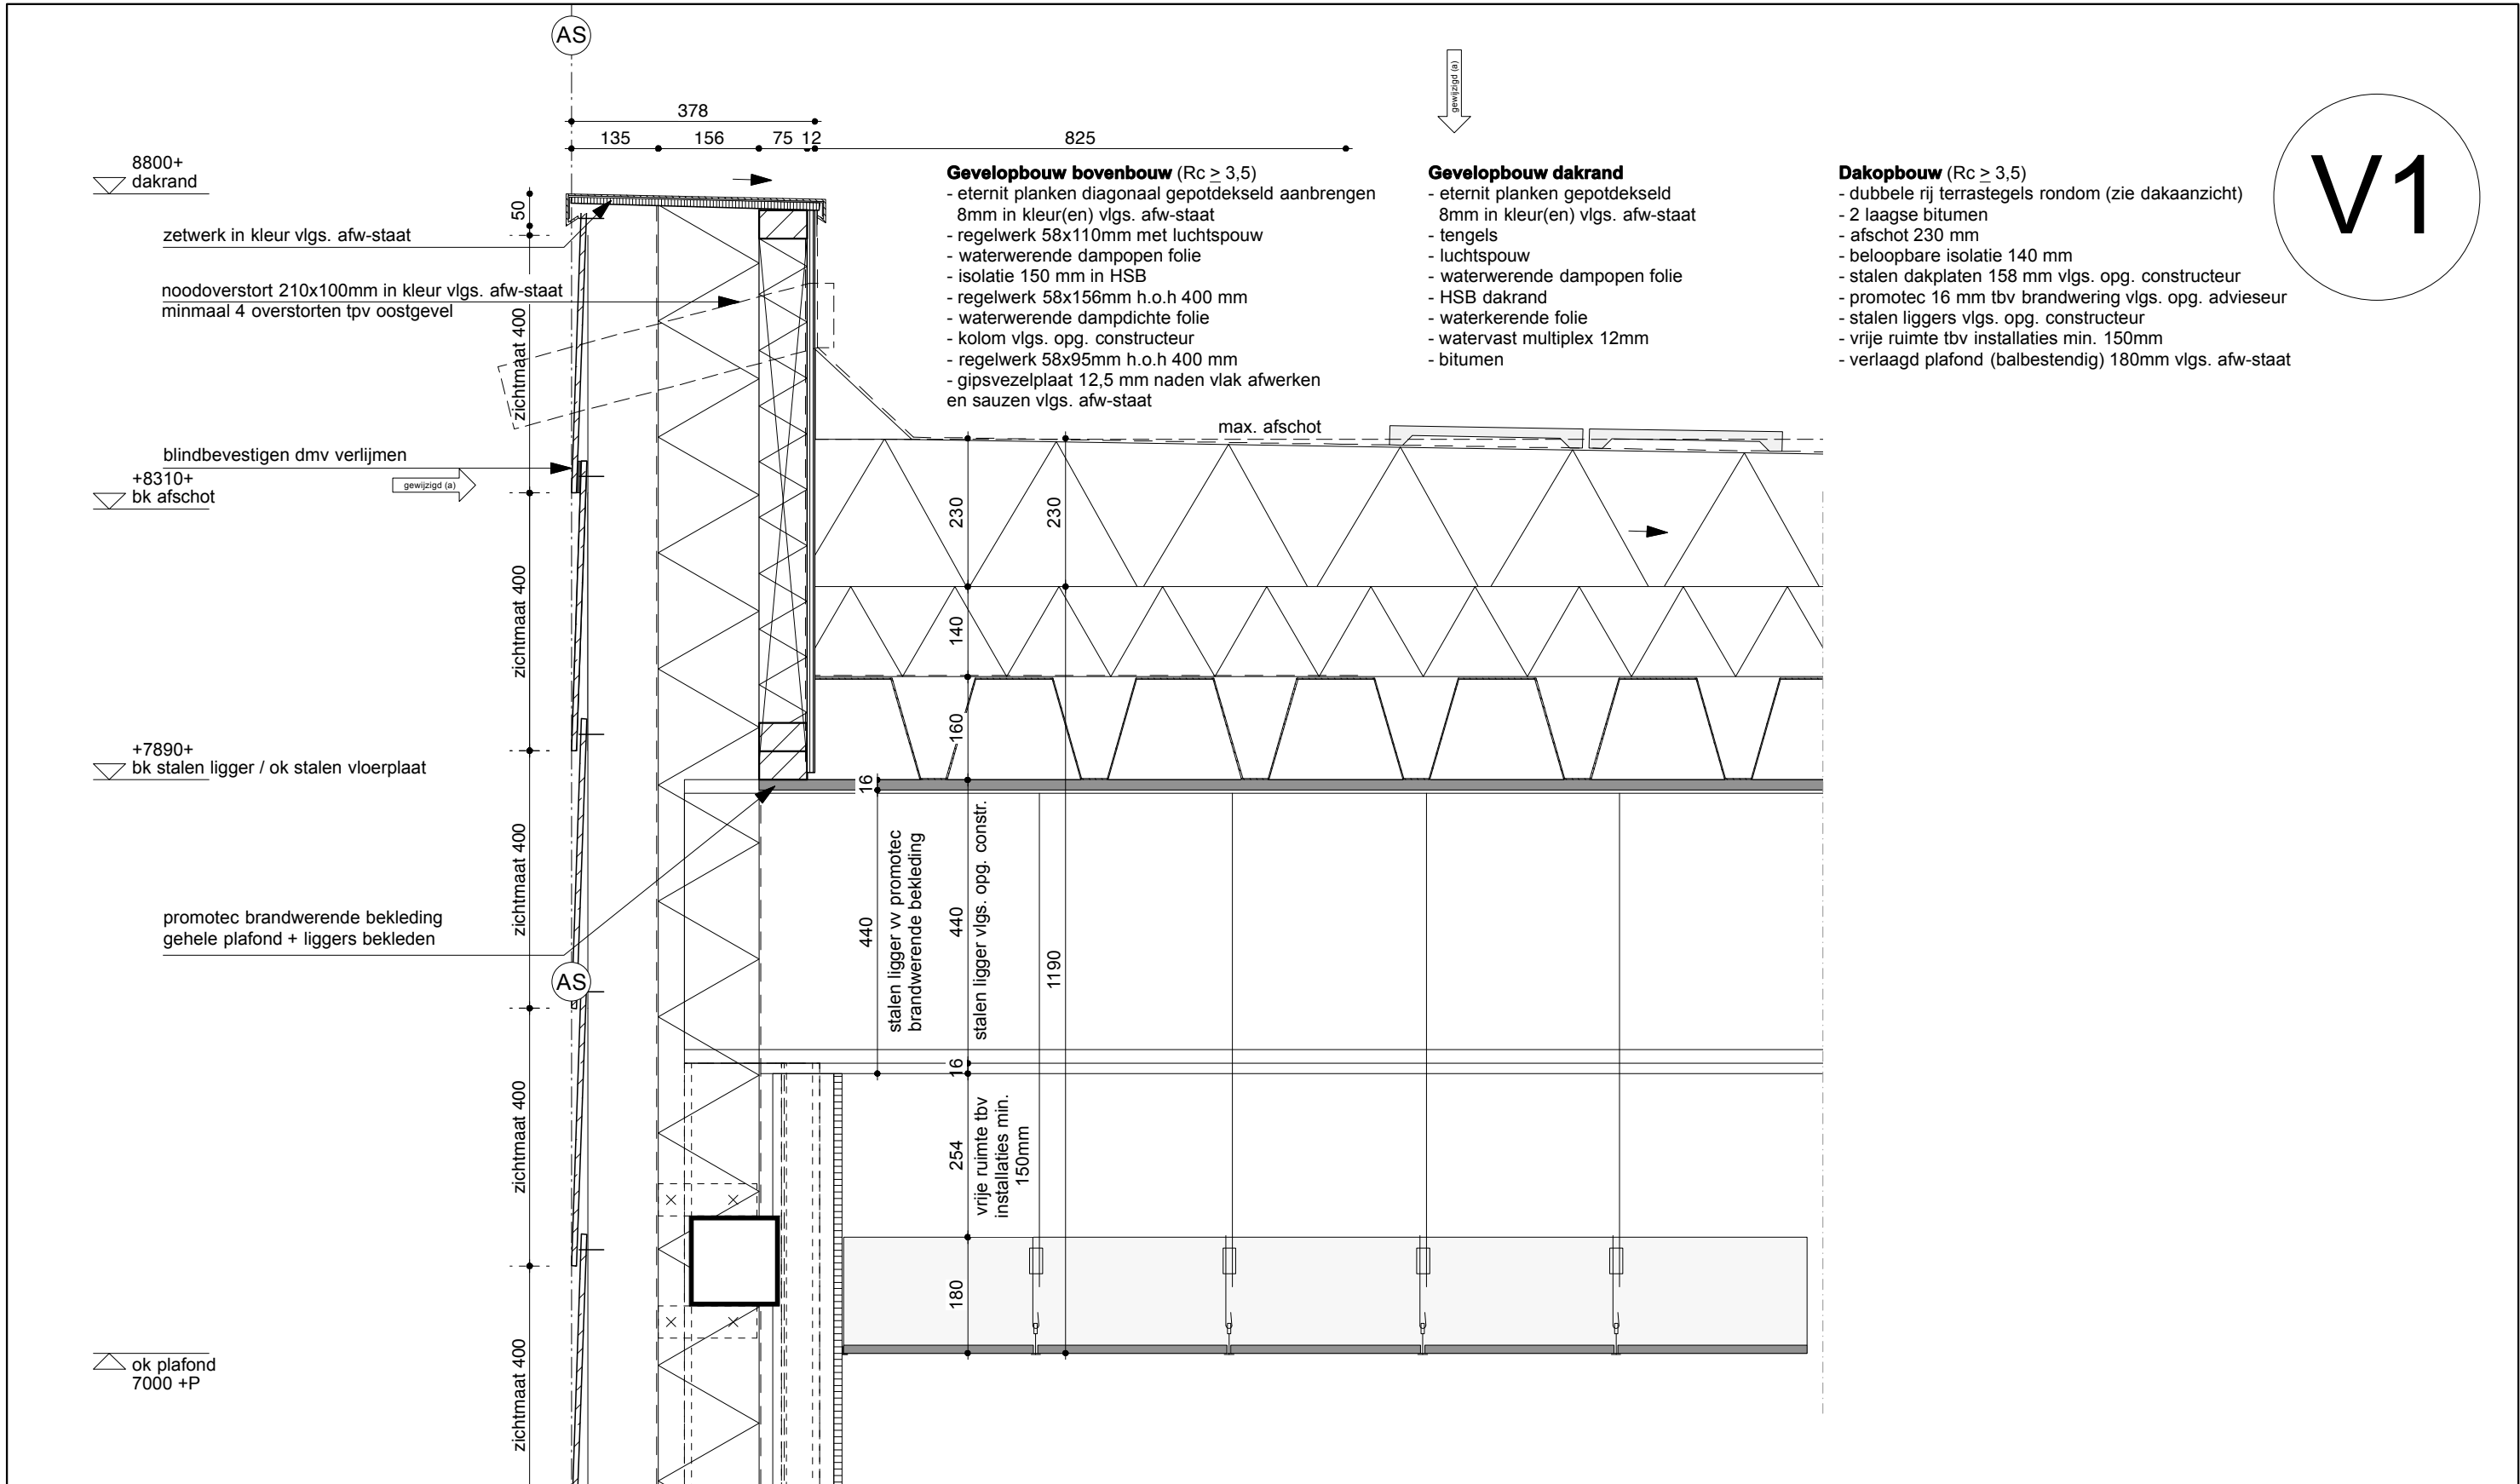 AS
378
135
156
75
12
825
8800+
dakrand
50
zetwerk in kleur vlgs. afw-staat
noodoverstort 210x100mm in kleur vlgs. afw-staat
minmaal 4 overstorten tpv oostgevel
zichtmaat 400
blindbevestigen dmv verlijmen
+8310+
bk afschot
gewijzigd (a)
zichtmaat 400
+7890+
bk stalen ligger / ok stalen vloerplaat
zichtmaat 400
promotec brandwerende bekleding
gehele plafond + liggers bekleden
AS
zichtmaat 400
zichtmaat 400
ok plafond
7000 +P
gewijzigd (a)
Gevelopbouw bovenbouw (Rc ≥ 3,5)
- eternit planken diagonaal gepotdekseld aanbrengen
8mm in kleur(en) vlgs. afw-staat
- regelwerk 58x110mm met luchtspouw
- waterwerende dampopen folie
- isolatie 150 mm in HSB
- regelwerk 58x156mm h.o.h 400 mm
- waterwerende dampdichte folie
- kolom vlgs. opg. constructeur
- regelwerk 58x95mm h.o.h 400 mm
- gipsvezelplaat 12,5 mm naden vlak afwerken
en sauzen vlgs. afw-staat
Gevelopbouw dakrand
- eternit planken gepotdekseld
8mm in kleur(en) vlgs. afw-staat
- tengels
- luchtspouw
- waterwerende dampopen folie
- HSB dakrand
- waterkerende folie
- watervast multiplex 12mm
- bitumen
Dakopbouw (Rc ≥ 3,5)
- dubbele rij terrastegels rondom (zie dakaanzicht)
- 2 laagse bitumen
- afschot 230 mm
- beloopbare isolatie 140 mm
- stalen dakplaten 158 mm vlgs. opg. constructeur
- promotec 16 mm tbv brandwering vlgs. opg. advieseur
- stalen liggers vlgs. opg. constructeur
- vrije ruimte tbv installaties min. 150mm
- verlaagd plafond (balbestendig) 180mm vlgs. afw-staat
V1
max. afschot
230
230
140
160
16
440
stalen ligger vv promotec
brandwerende bekleding
440
stalen ligger vlgs. opg. constr.
1190
16
254
vrije ruimte tbv
installaties min.
150mm
180